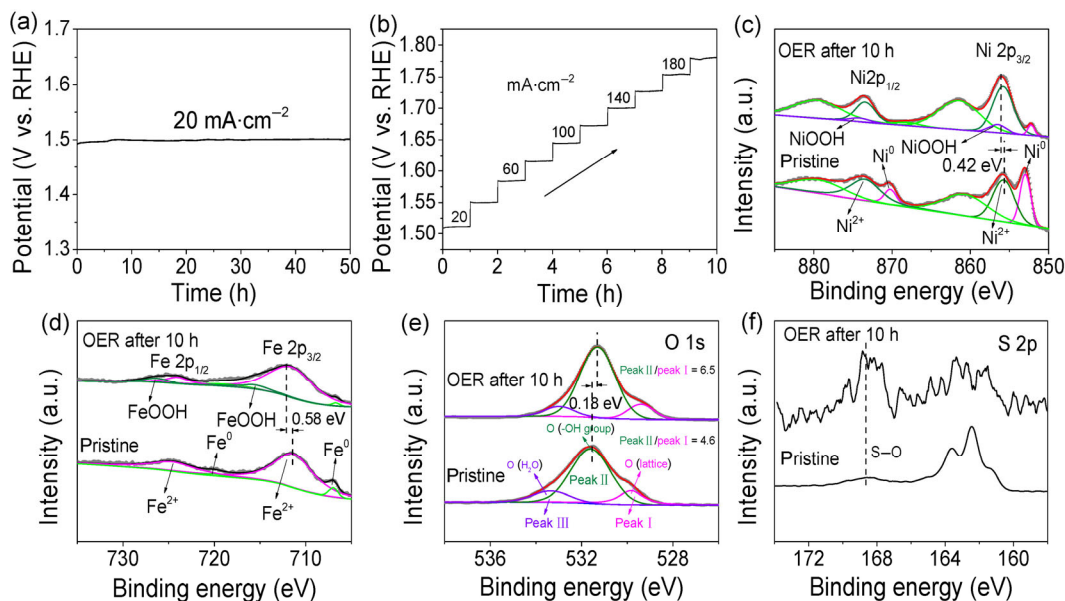 (a)
1.7
1.6
1.5
1.4
1.3
20 mA·cm⁻²
0 10 20 30 40 50
Time (h)
Potential (V vs. RHE)
(b)
1.80
1.75
1.70
1.65
1.60
1.55
1.50
mA·cm⁻²
20
60
100
140
180
0 2 4 6 8 10
Time (h)
Potential (V vs. RHE)
(c)
OER after 10 h
Ni 2p₃/₂
Ni2p₁/₂
NiOOH
NiOOH
Pristine
Ni⁰
0.42 eV
Ni⁰
Ni²⁺
Ni²⁺
880 870 860 850
Binding energy (eV)
Intensity (a.u.)
(d)
OER after 10 h
Fe 2p₁/₂
Fe 2p₃/₂
FeOOH
FeOOH
0.58 eV
Pristine
Fe⁰
Fe⁰
Fe²⁺
Fe²⁺
730 720 710
Binding energy (eV)
Intensity (a.u.)
(e)
O 1s
OER after 10 h
Peak II/peak I = 6.5
0.18 eV
O (-OH group)
Peak II/peak I = 4.6
Pristine
O (H₂O)
O (lattice)
Peak II
Peak III
Peak I
536 532 528
Binding energy (eV)
Intensity (a.u.)
(f)
OER after 10 h
S 2p
Pristine
S–O
172 168 164 160
Binding energy (eV)
Intensity (a.u.)